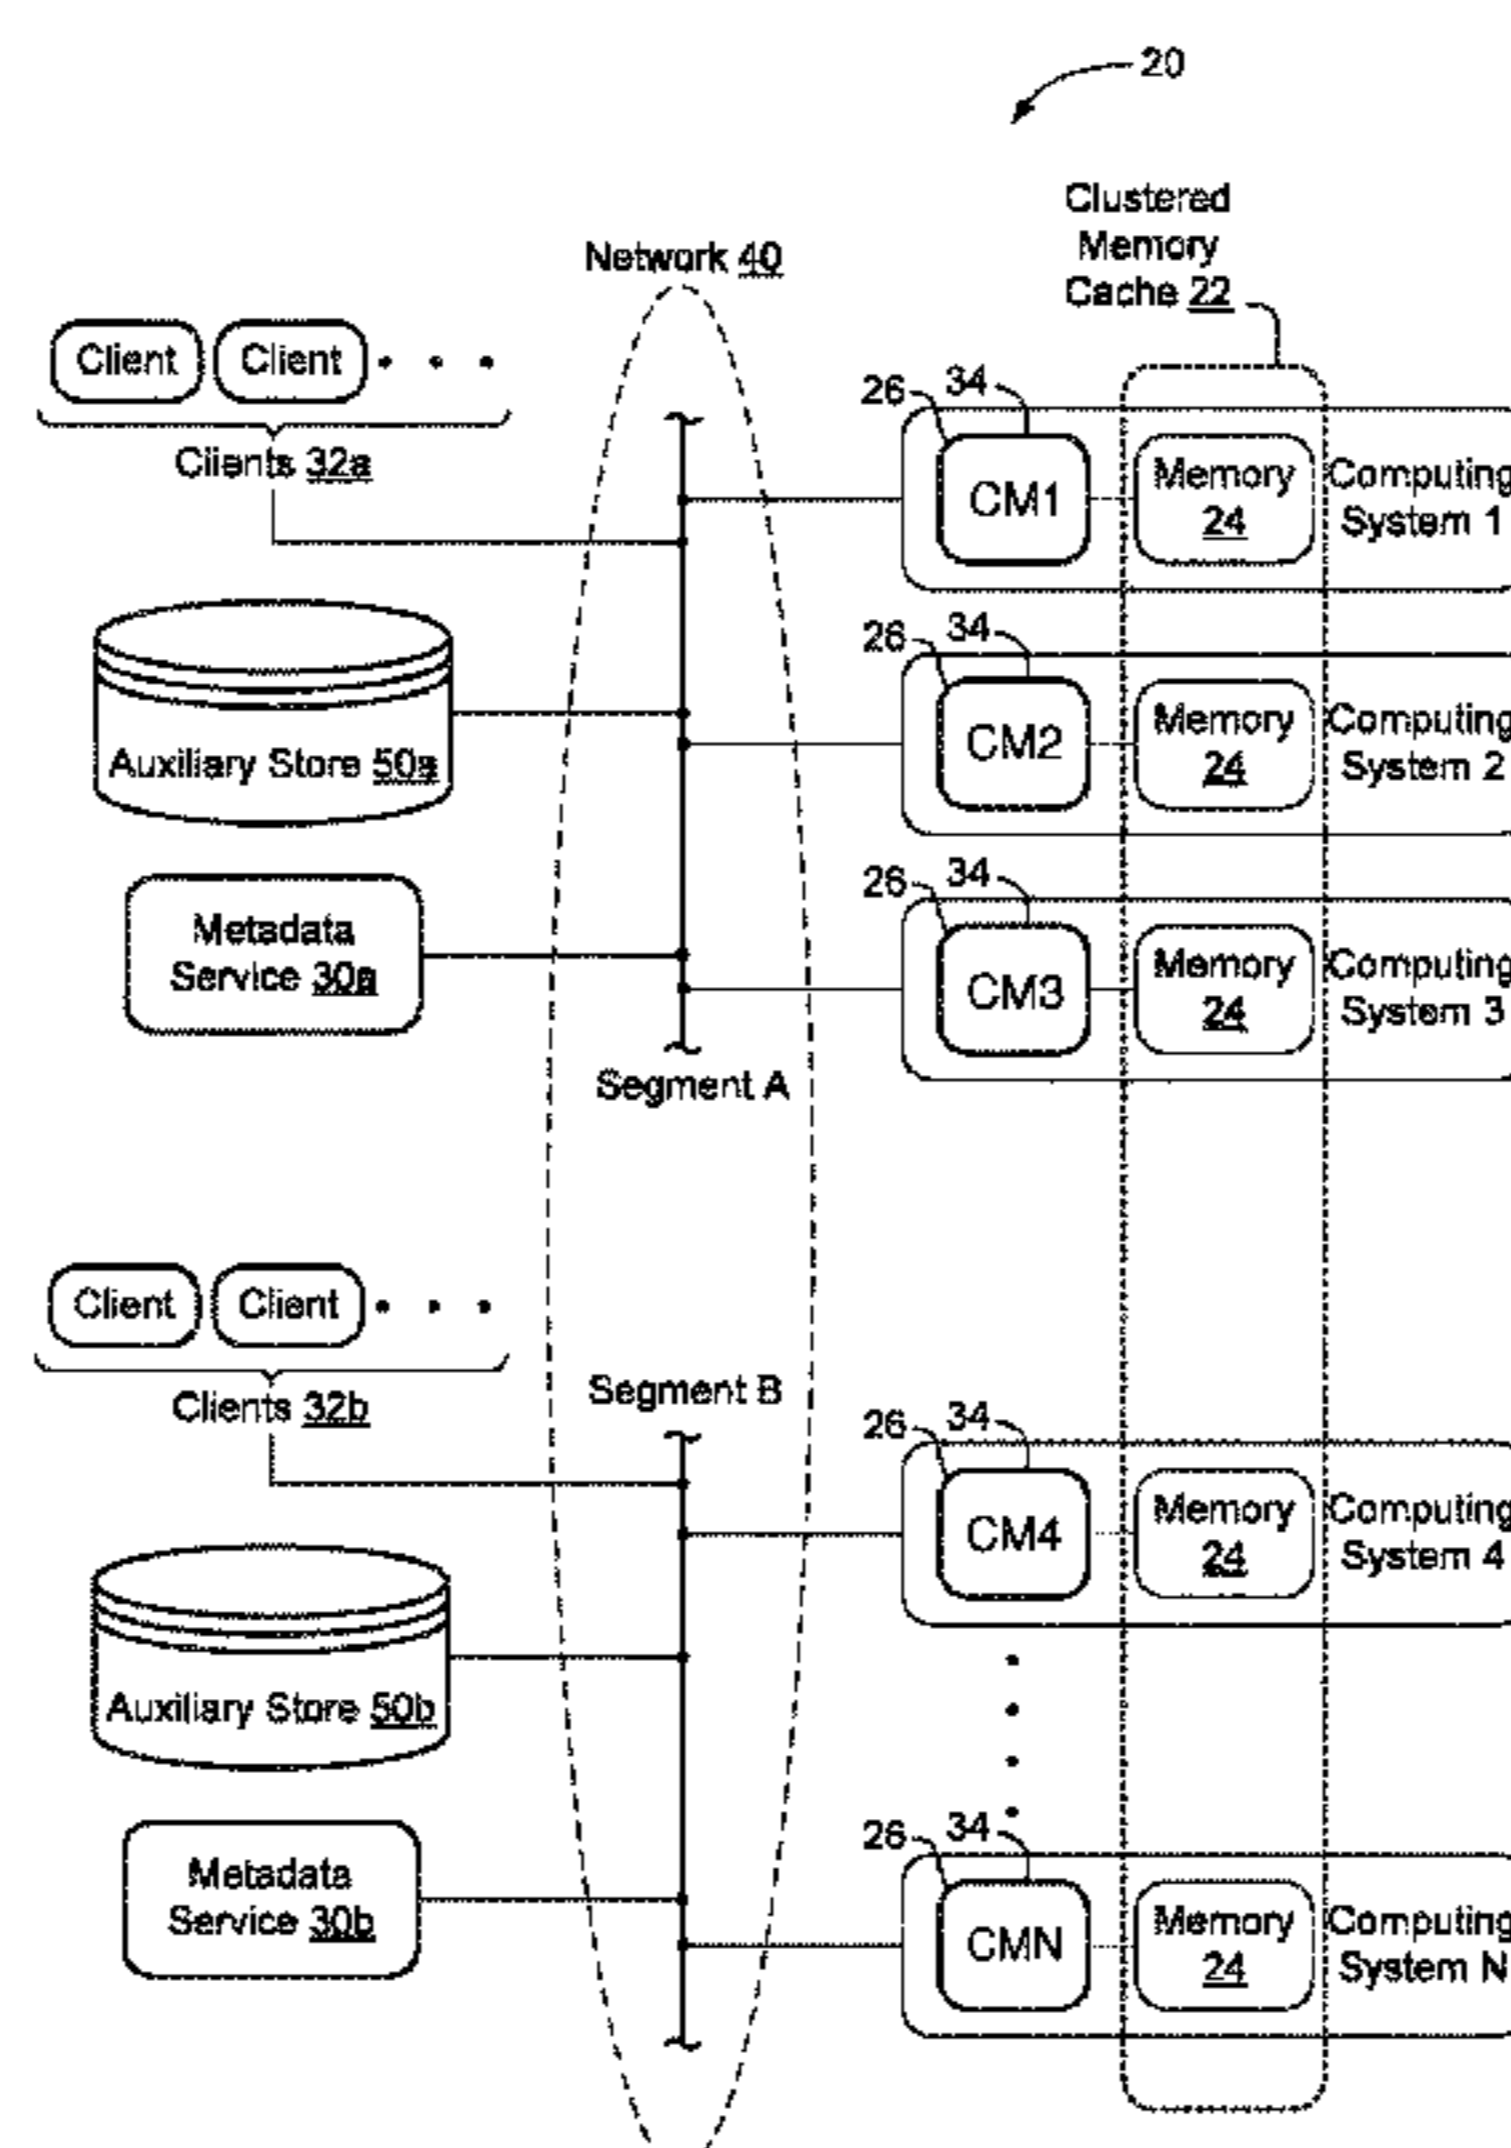 20
Clustered
Memory
Cache 22
Network 40
Client Client . . .
Clients 32a
26 34
CM1
Memory
24
Computing
System 1
Auxiliary Store 50a
26 34
CM2
Memory
24
Computing
System 2
Metadata
Service 30a
26 34
CM3
Memory
24
Computing
System 3
Segment A
Client Client . . .
Clients 32b
Segment B
26 34
CM4
Memory
24
Computing
System 4
Auxiliary Store 50b
Metadata
Service 30b
26 34
CMN
Memory
24
Computing
System N